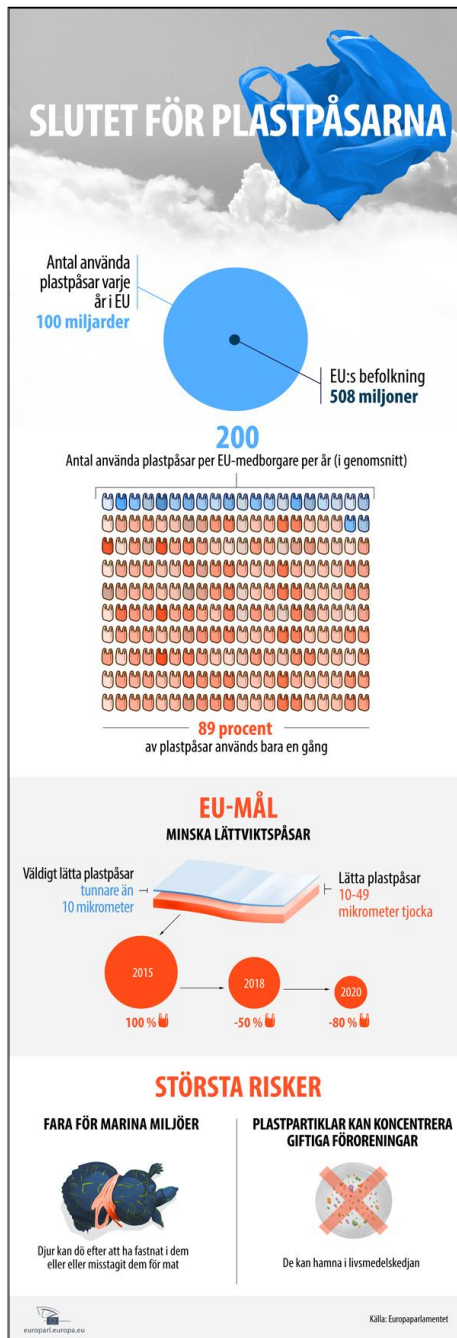 SLUTET FÖR PLASTPÅSARNA
Antal använda
plastpåsar varje
år i EU
100 miljarder
EU:s befolkning
508 miljoner
200
Antal använda plastpåsar per EU-medborgare per år (i genomsnitt)
89 procent
av plastpåsar används bara en gång
EU-MÅL
MINSKA LÄTTVIKTSPÅSAR
Väldigt lätta plastpåsar
tunnare än
10 mikrometer
Lätta plastpåsar
10-49
mikrometer tjocka
2015
2018
2020
100 %
-50 %
-80 %
STÖRSTA RISKER
FARA FÖR MARINA MILJÖER
Djur kan dö efter att ha fastnat i dem
eller eller misstagit dem för mat
PLASTPARTIKLAR KAN KONCENTRERA
GIFTIGA FÖRORENINGAR
De kan hamna i livsmedelskedjan
europarl.europa.eu
Källa: Europaparlamentet